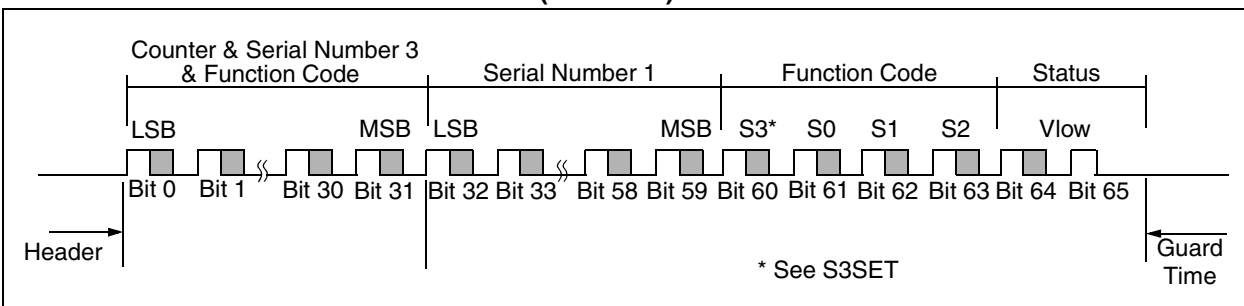 Counter & Serial Number 3
& Function Code
Serial Number 1
Function Code
Status
LSB
MSB
LSB
MSB
S3*
S0
S1
S2
Vlow
Bit 0
Bit 1
Bit 30
Bit 31
Bit 32
Bit 33
Bit 58
Bit 59
Bit 60
Bit 61
Bit 62
Bit 63
Bit 64
Bit 65
Header
Guard
Time
* See S3SET